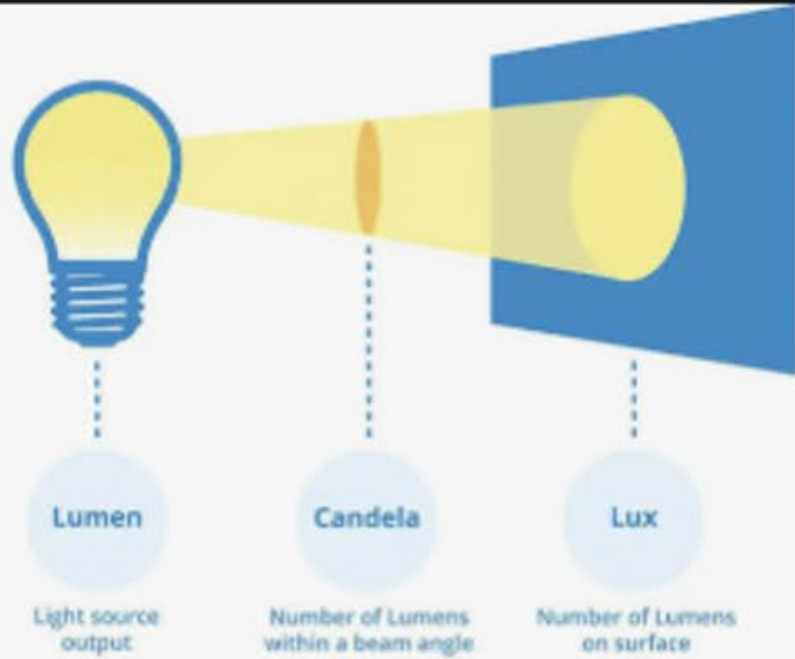 Lumen
Light source
output
Candela
Number of Lumens
within a beam angle
Lux
Number of Lumens
on surface